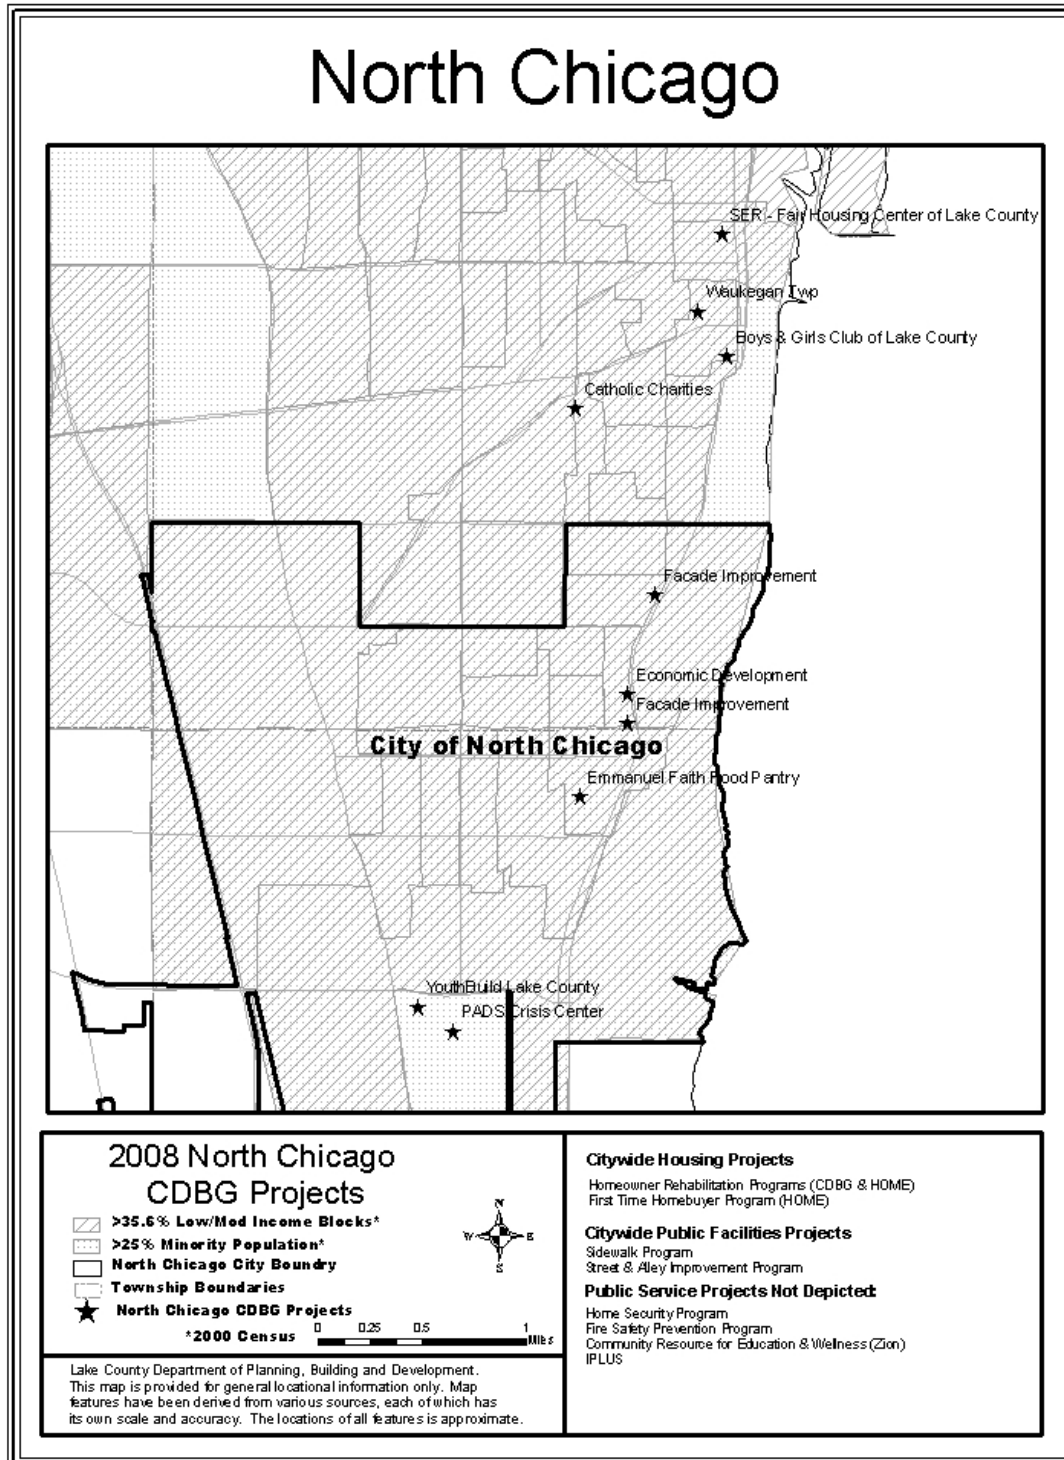 North Chicago
SER - Fair Housing Center of Lake County
Waukegan Twp
Boys & Girls Club of Lake County
Catholic Charities
Facade Improvement
Economic Development
Facade Improvement
City of North Chicago
Emmanuel Faith Food Pantry
YouthBuild Lake County
PADS Crisis Center
2008 North Chicago
CDBG Projects
>35.6% Low/Mod Income Blocks*
>25% Minority Population*
North Chicago City Boundry
Township Boundaries
North Chicago CDBG Projects
*2000 Census
0 0.25 0.5 1
Miles
N
W E
S
Lake County Department of Planning, Building and Development.
This map is provided for general locational information only. Map
features have been derived from various sources, each of which has
its own scale and accuracy. The locations of all features is approximate.
Citywide Housing Projects
Homeowner Rehabilitation Programs (CDBG & HOME)
First Time Homebuyer Program (HOME)
Citywide Public Facilities Projects
Sidewalk Program
Street & Alley Improvement Program
Public Service Projects Not Depicted:
Home Security Program
Fire Safety Prevention Program
Community Resource for Education & Wellness (Zion)
IPLUS